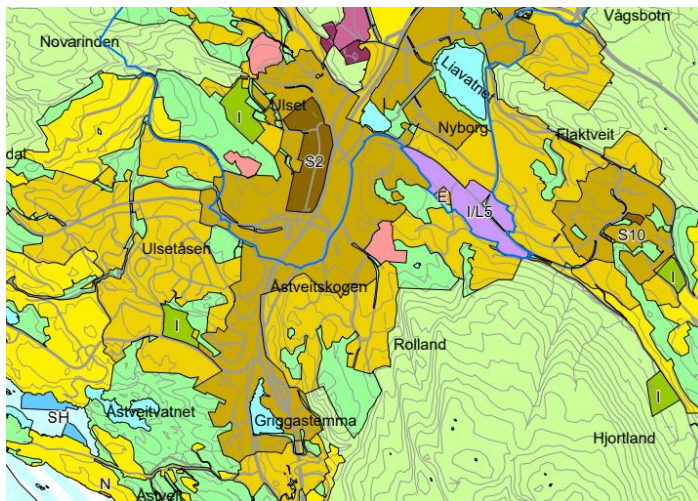 Vågsbotn
Novarinden
Liavatnet
Ulset
I
Nyborg
Flaktveit
dal
S2
E
I/L5
S10
Ulsetåsen
Åstveitskogen
I
I
Rolland
I
Åstveitvatnet
SH
Griggastemma
Hjortland
N
Åstveit